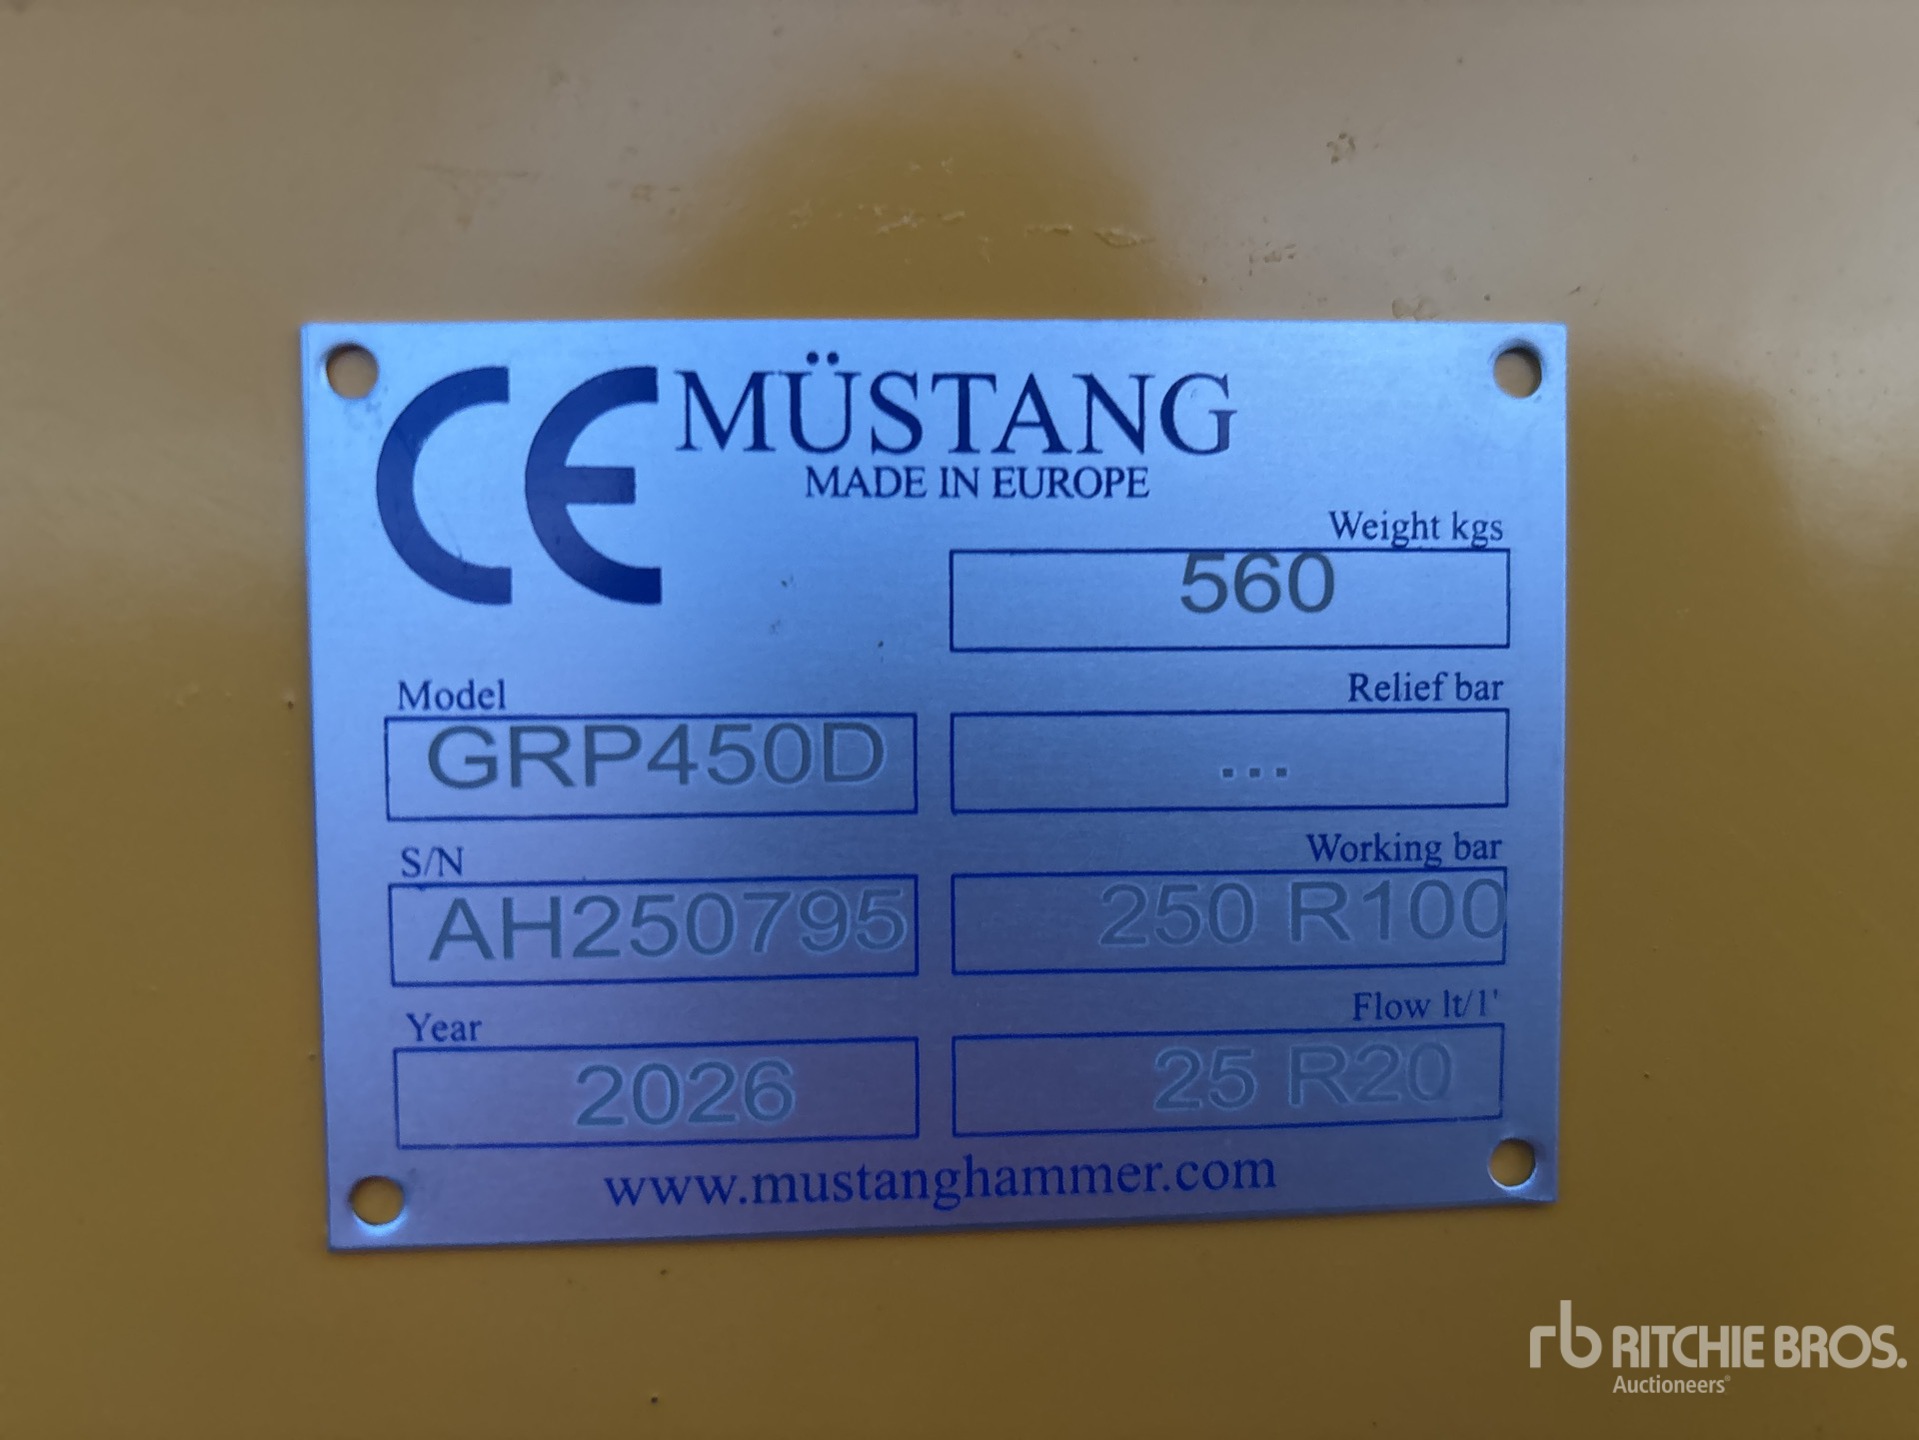 CE MÜSTANG
MADE IN EUROPE
Weight kgs
560
Model
GRP450D
Relief bar
...
S/N
AH250795
Working bar
250 R100
Year
2026
Flow lt/1'
25 R20
www.mustanghammer.com
rb RITCHIE BROS.
Auctioneers®